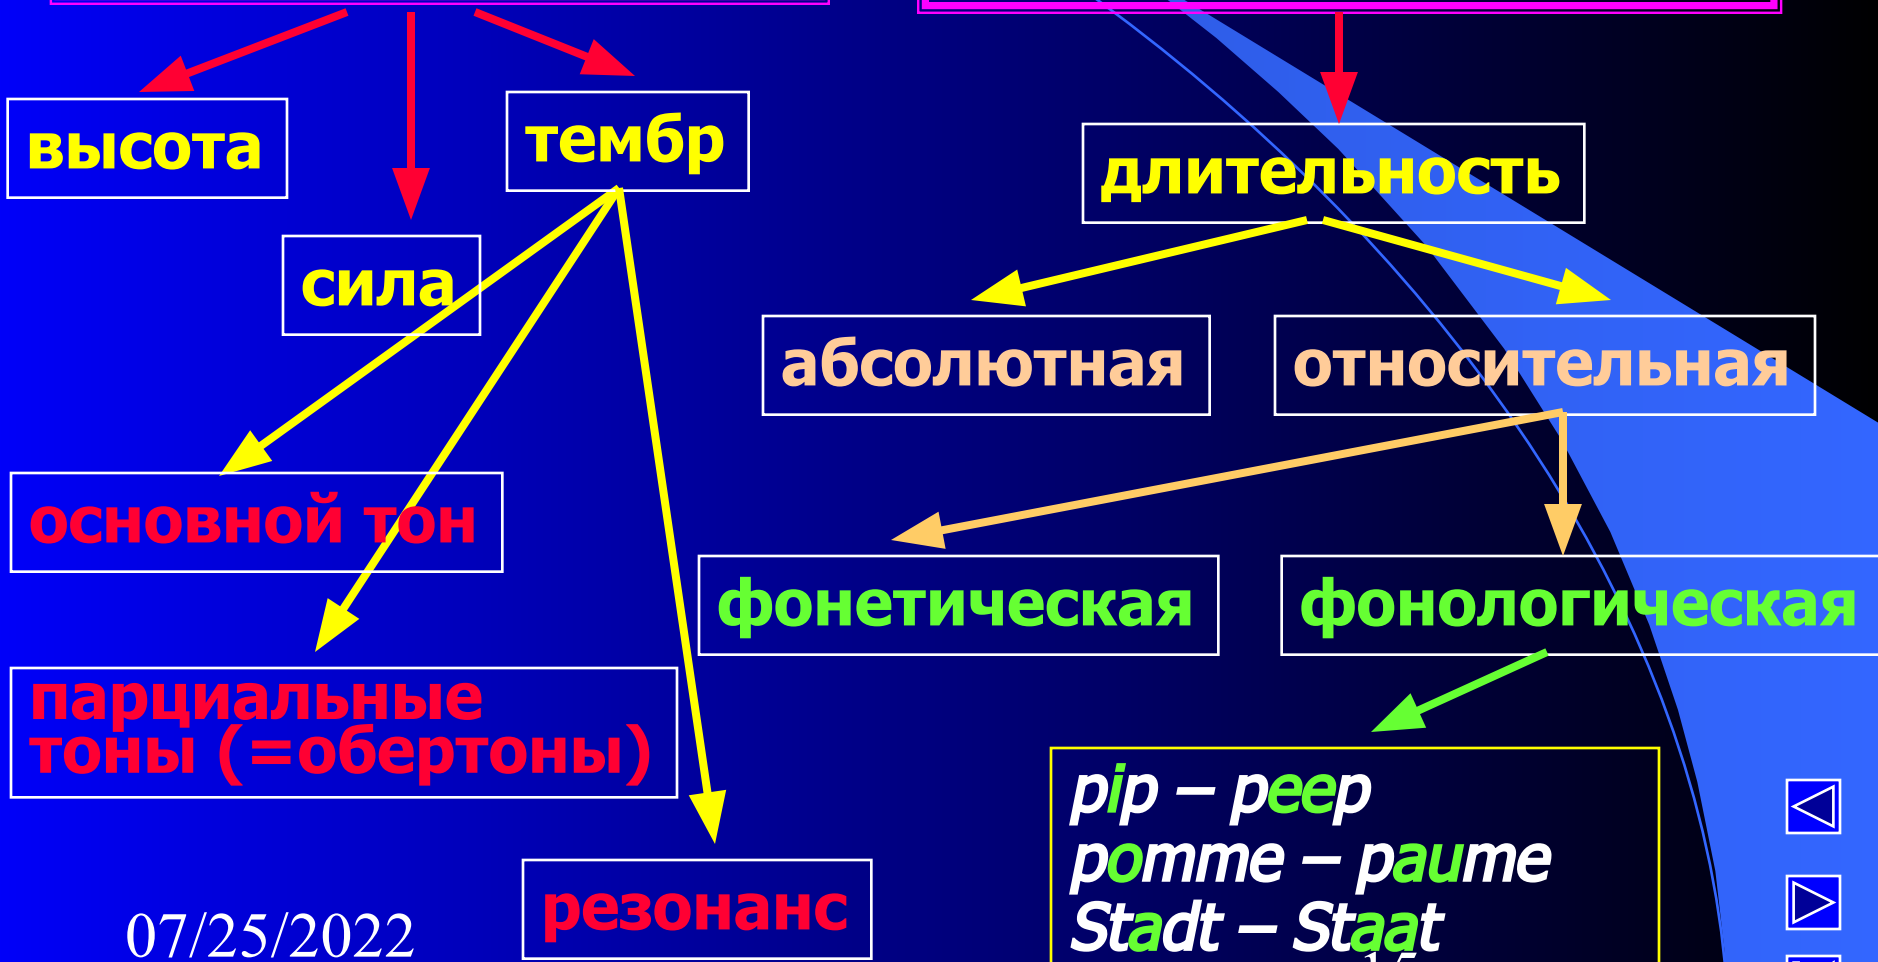 высота
тембр
сила
длительность
абсолютная
относительная
основной тон
фонетическая
фонологическая
парциальные
тоны (=обертоны)
резонанс
pip – peep
pomme – paume
Stadt – Staat
07/25/2022